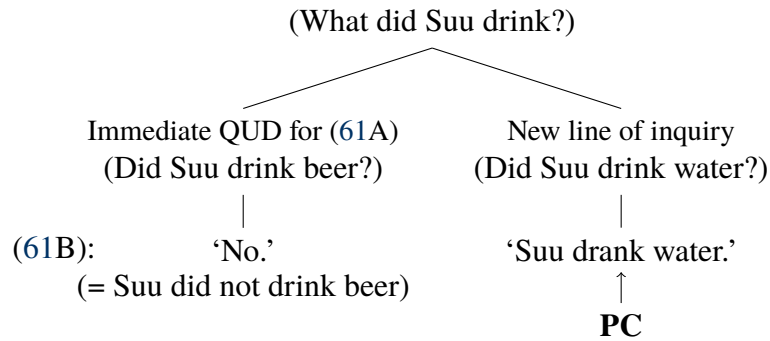 (What did Suu drink?)
Immediate QUD for (61A) New line of inquiry
(Did Suu drink beer?) (Did Suu drink water?)
(61B): ‘No.’ ‘Suu drank water.’
(= Suu did not drink beer)
PC